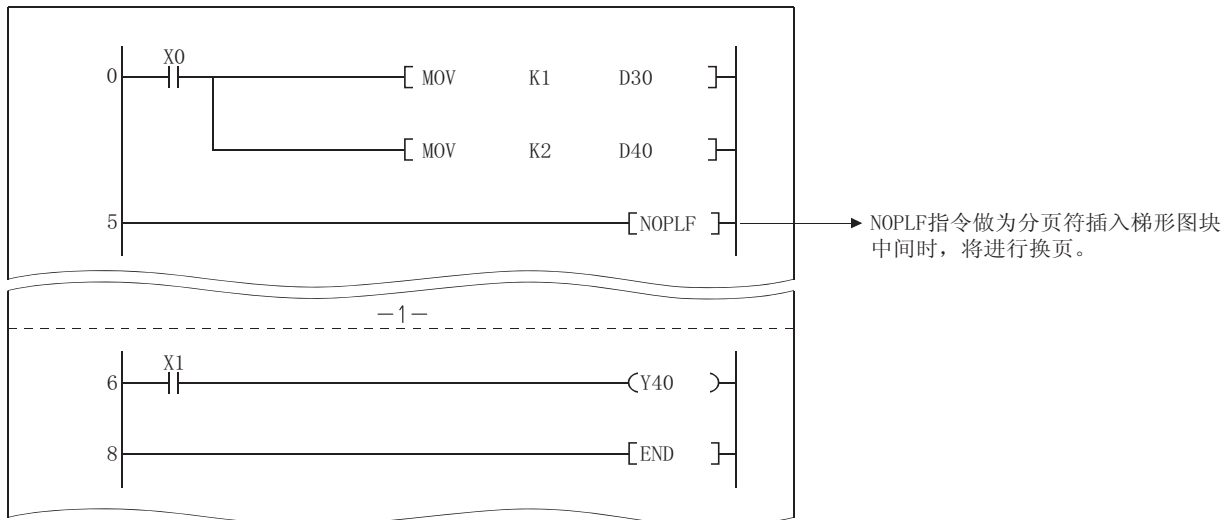 X0
0 MOV K1 D30
MOV K2 D40
5 NOPLF
NOPLF指令做为分页符插入梯形图块
中间时，将进行换页。
-1-
X1
6 Y40
8 END